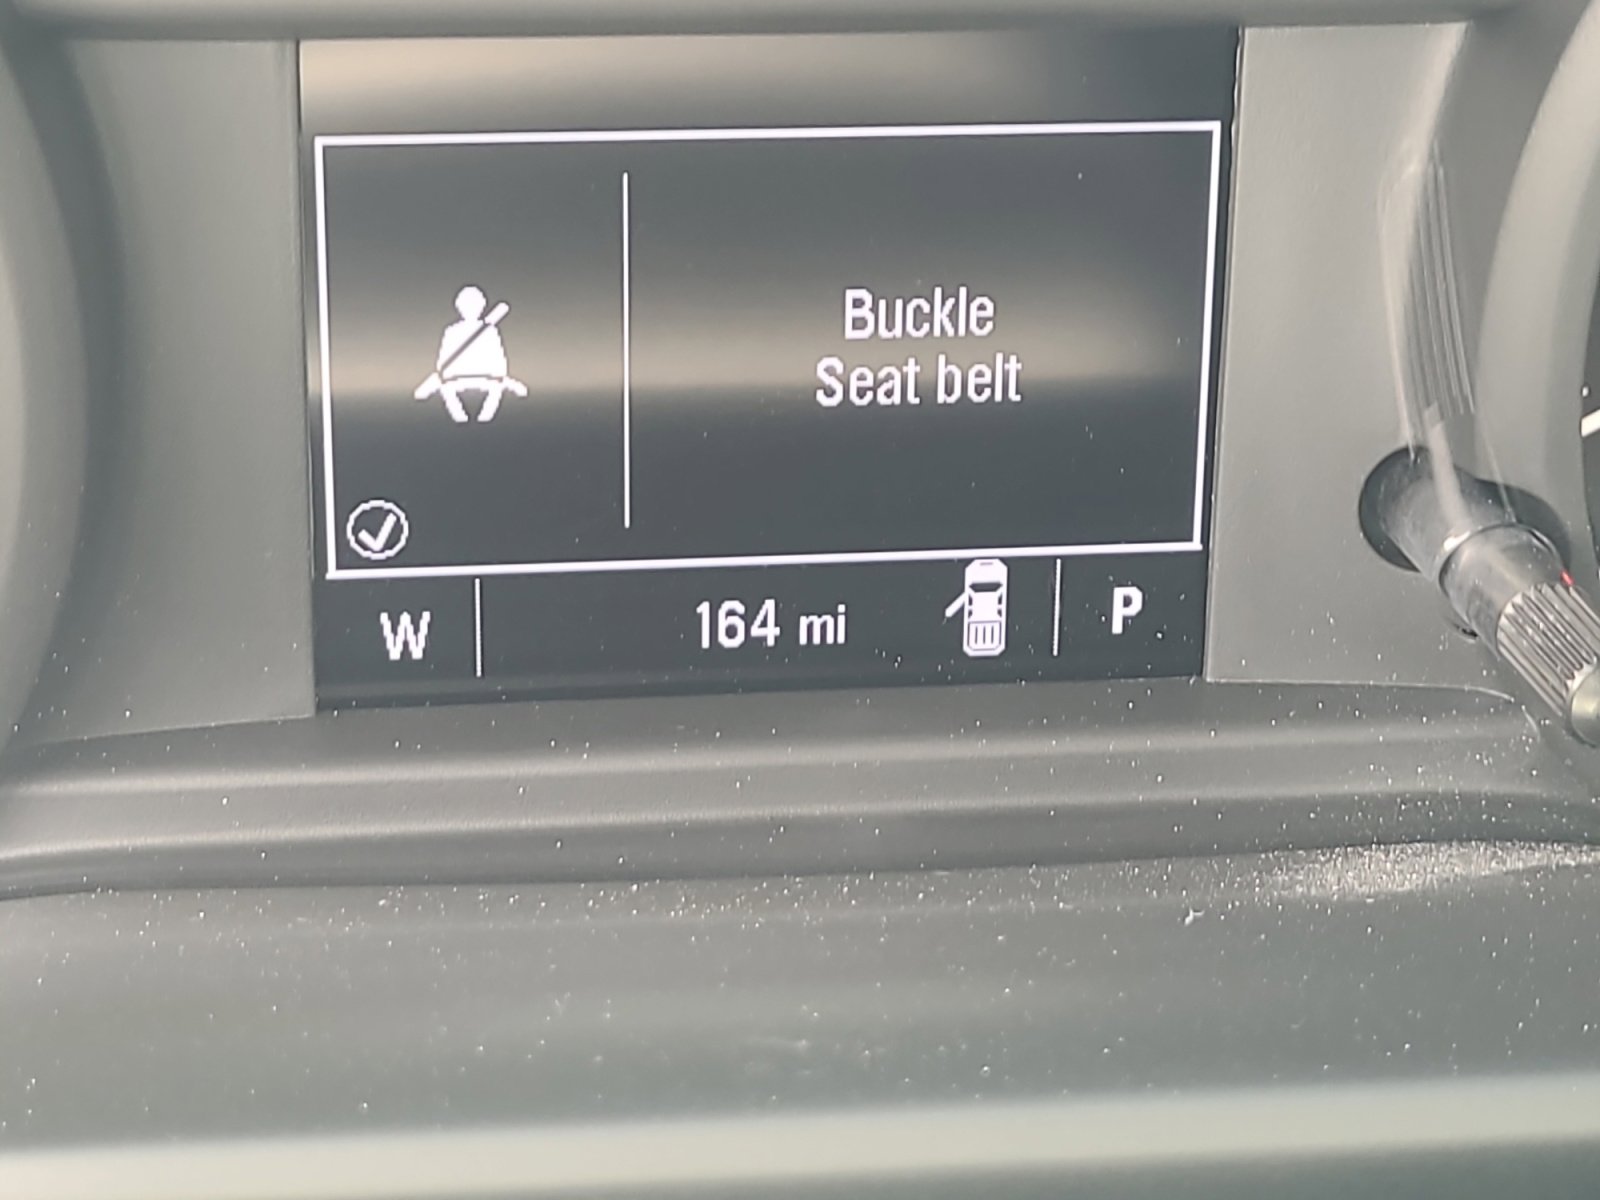 Buckle
Seat belt
W 164 mi P